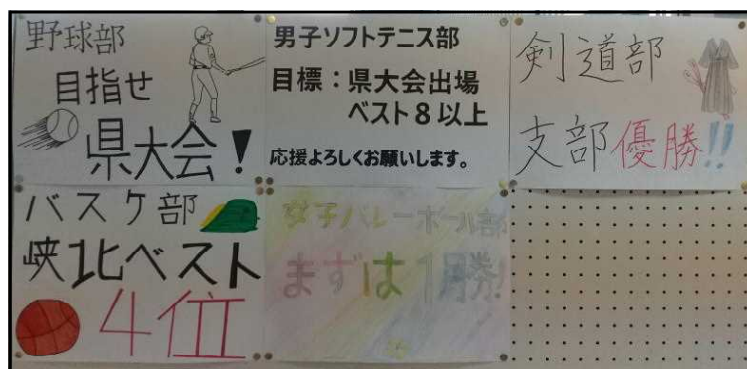 野球部
目指せ
県大会!
男子ソフトテニス部
目標：県大会出場
ベスト8以上
応援よろしくお願いします。
剣道部
支部優勝!!
バスケ部
峡北ベスト
4位
女子バレーボール部
まずは1勝!